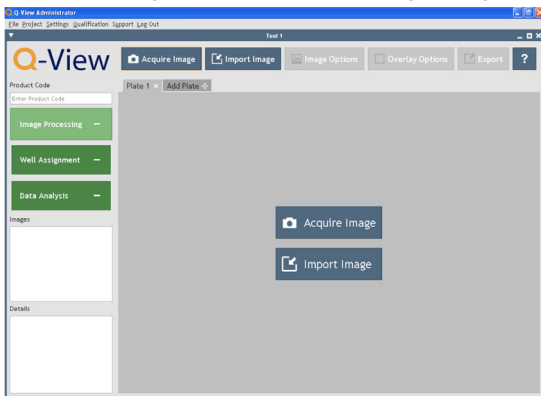 Q-View Administrator
File Project Settings Qualification Support Log Out
Test 1
Q-View
Acquire Image
Import Image
Image Options
Overlay Options
Export
?
Product Code
Plate 1 × Add Plate
Enter Product Code
Image Processing –
Well Assignment –
Data Analysis –
Images
Acquire Image
Import Image
Details